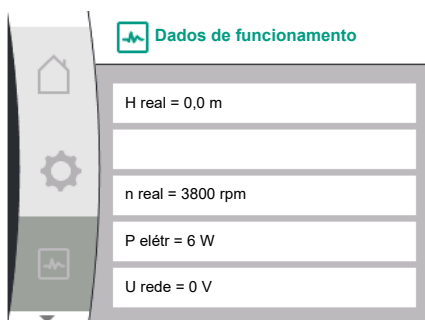 Dados de funcionamento
H real = 0,0 m
n real = 3800 rpm
P elétr = 6 W
U rede = 0 V